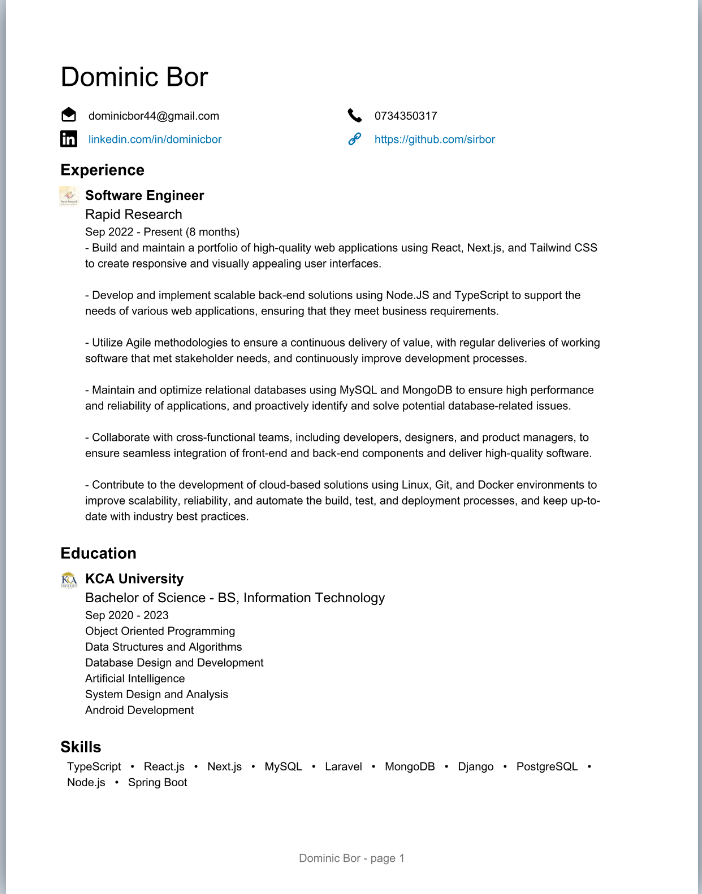 Dominic Bor
dominicbor44@gmail.com 0734350317
linkedin.com/in/dominicbor https://github.com/sirbor
Experience
Software Engineer
Rapid Research
Sep 2022 - Present (8 months)
- Build and maintain a portfolio of high-quality web applications using React, Next.js, and Tailwind CSS
to create responsive and visually appealing user interfaces.
- Develop and implement scalable back-end solutions using Node.JS and TypeScript to support the
needs of various web applications, ensuring that they meet business requirements.
- Utilize Agile methodologies to ensure a continuous delivery of value, with regular deliveries of working
software that met stakeholder needs, and continuously improve development processes.
- Maintain and optimize relational databases using MySQL and MongoDB to ensure high performance
and reliability of applications, and proactively identify and solve potential database-related issues.
- Collaborate with cross-functional teams, including developers, designers, and product managers, to
ensure seamless integration of front-end and back-end components and deliver high-quality software.
- Contribute to the development of cloud-based solutions using Linux, Git, and Docker environments to
improve scalability, reliability, and automate the build, test, and deployment processes, and keep up-to-
date with industry best practices.
Education
KCA University
Bachelor of Science - BS, Information Technology
Sep 2020 - 2023
Object Oriented Programming
Data Structures and Algorithms
Database Design and Development
Artificial Intelligence
System Design and Analysis
Android Development
Skills
TypeScript • React.js • Next.js • MySQL • Laravel • MongoDB • Django • PostgreSQL •
Node.js • Spring Boot
Dominic Bor - page 1